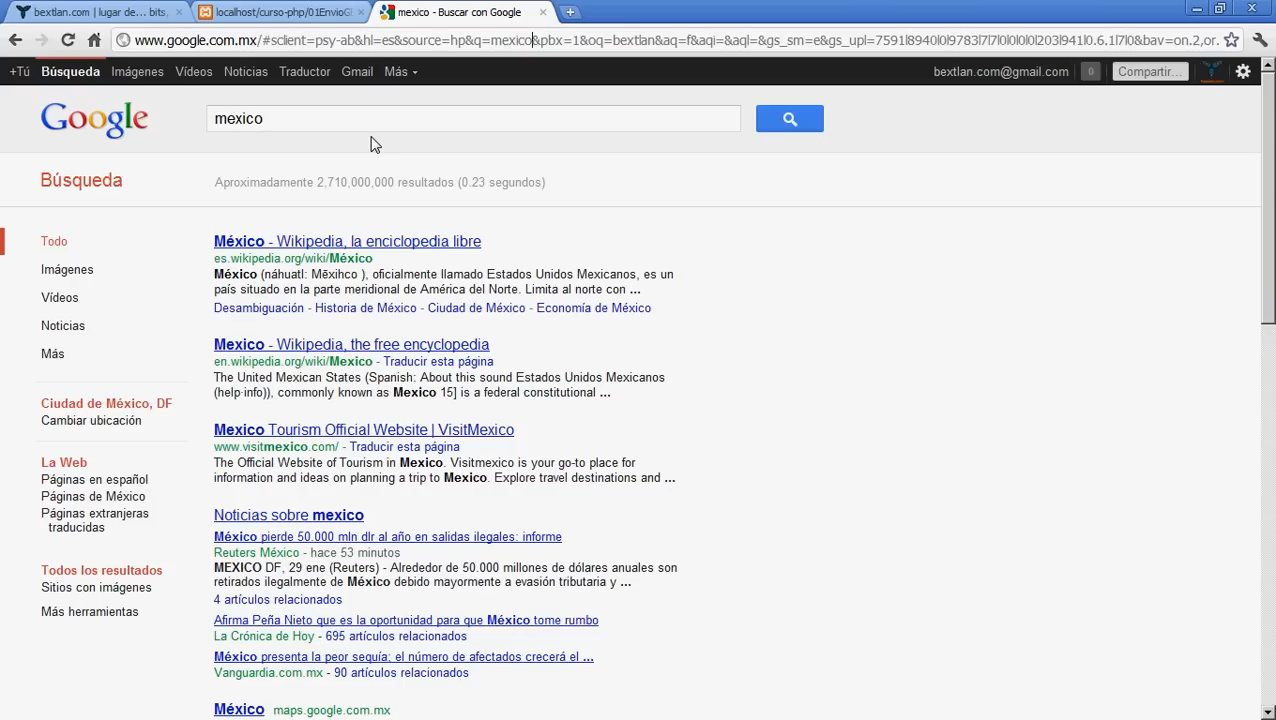 bextlan.com | lugar de... bits,
localhost/curso-php/01EnvioG
mexico - Buscar con Google
www.google.com.mx/#sclient=psy-ab&hl=es&source=hp&q=mexico&pbx=1&oq=bextlan&aq=f&aqi=&aql=&gs_sm=e&gs_upl=7591l8940l0l9783l7l7l0l0l0l0l203l941l0.6.1l7l0&bav=on.2,or.
+Tú Búsqueda Imágenes Vídeos Noticias Traductor Gmail Más
bextlan.com@gmail.com 0 Compartir...
Google
mexico
Búsqueda
Aproximadamente 2,710,000,000 resultados (0.23 segundos)
Todo
Imágenes
Vídeos
Noticias
Más
Ciudad de México, DF
Cambiar ubicación
La Web
Páginas en español
Páginas de México
Páginas extranjeras
traducidas
Todos los resultados
Sitios con imágenes
Más herramientas
México - Wikipedia, la enciclopedia libre
es.wikipedia.org/wiki/México
México (náhuatl: Mēxihco ), oficialmente llamado Estados Unidos Mexicanos, es un
país situado en la parte meridional de América del Norte. Limita al norte con ...
Desambiguación - Historia de México - Ciudad de México - Economía de México
Mexico - Wikipedia, the free encyclopedia
en.wikipedia.org/wiki/Mexico - Traducir esta página
The United Mexican States (Spanish: About this sound Estados Unidos Mexicanos
(help·info)), commonly known as Mexico 15] is a federal constitutional ...
Mexico Tourism Official Website | VisitMexico
www.visitmexico.com/ - Traducir esta página
The Official Website of Tourism in Mexico. Visitmexico is your go-to place for
information and ideas on planning a trip to Mexico. Explore travel destinations and ...
Noticias sobre mexico
México pierde 50.000 mln dlr al año en salidas ilegales: informe
Reuters México - hace 53 minutos
MEXICO DF, 29 ene (Reuters) - Alrededor de 50.000 millones de dólares anuales son
retirados ilegalmente de México debido mayormente a evasión tributaria y ...
4 artículos relacionados
Afirma Peña Nieto que es la oportunidad para que México tome rumbo
La Crónica de Hoy - 695 artículos relacionados
México presenta la peor sequía; el número de afectados crecerá el ...
Vanguardia.com.mx - 90 artículos relacionados
México maps.google.com.mx